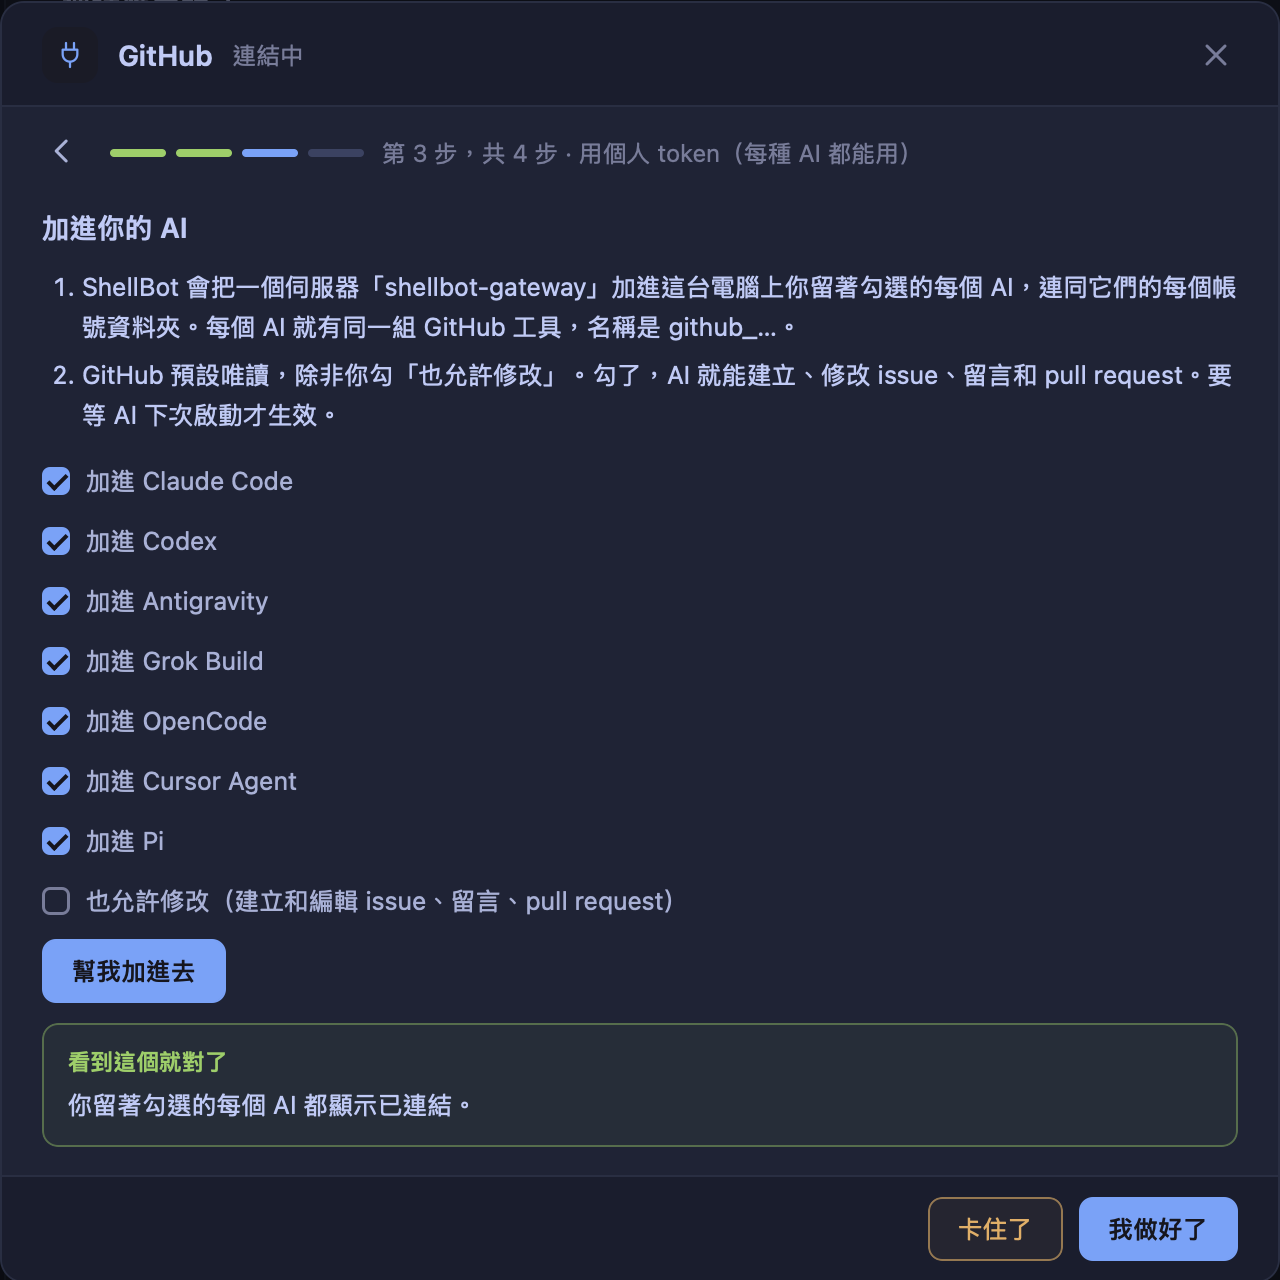 GitHub 連結中
第 3 步，共 4 步 · 用個人 token（每種 AI 都能用）
加進你的 AI
1. ShellBot 會把一個伺服器「shellbot-gateway」加進這台電腦上你留著勾選的每個 AI，連同它們的每個帳
號資料夾。每個 AI 就有同一組 GitHub 工具，名稱是 github_...。
2. GitHub 預設唯讀，除非你勾「也允許修改」。勾了，AI 就能建立、修改 issue、留言和 pull request。要
等 AI 下次啟動才生效。
加進 Claude Code
加進 Codex
加進 Antigravity
加進 Grok Build
加進 OpenCode
加進 Cursor Agent
加進 Pi
也允許修改（建立和編輯 issue、留言、pull request）
幫我加進去
看到這個就對了
你留著勾選的每個 AI 都顯示已連結。
卡住了
我做好了